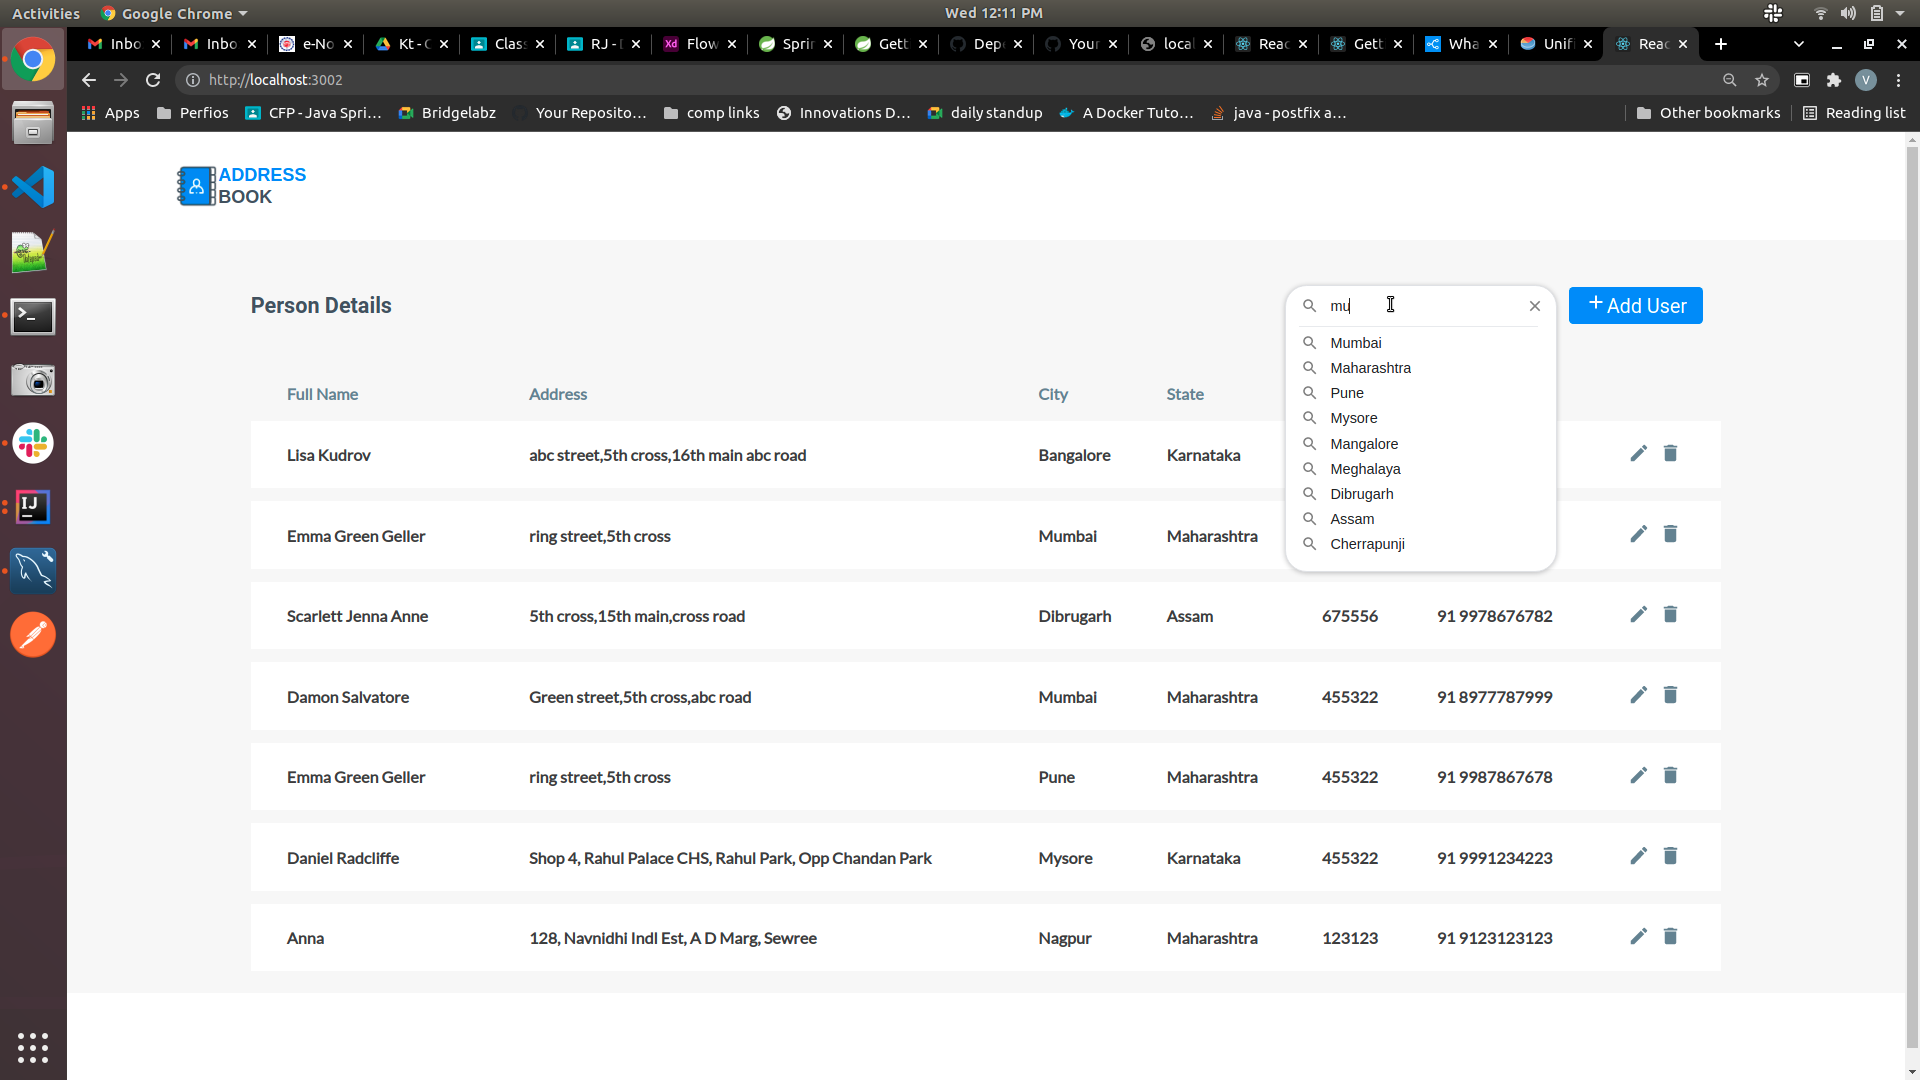 Activities Google Chrome Wed 12:11 PM
Inbo Inbo e-No Kt - C Clas RJ - Flow Sprin Gett Dep Your local Reac Gett Wha Unif Reac
http://localhost:3002 V
Apps Perfios CFP - Java Spri... Bridgelabz Your Reposito... comp links Innovations D... daily standup A Docker Tuto... java - postfix a... Other bookmarks Reading list
ADDRESS
BOOK
Person Details mu + Add User
Mumbai
Maharashtra
Pune
Mysore
Mangalore
Meghalaya
Dibrugarh
Assam
Cherrapunji
Full Name Address City State
Lisa Kudrov abc street,5th cross,16th main abc road Bangalore Karnataka
Emma Green Geller ring street,5th cross Mumbai Maharashtra
Scarlett Jenna Anne 5th cross,15th main,cross road Dibrugarh Assam 675556 91 9978676782
Damon Salvatore Green street,5th cross,abc road Mumbai Maharashtra 455322 91 8977787999
Emma Green Geller ring street,5th cross Pune Maharashtra 455322 91 9987867678
Daniel Radcliffe Shop 4, Rahul Palace CHS, Rahul Park, Opp Chandan Park Mysore Karnataka 455322 91 9991234223
Anna 128, Navnidhi Indl Est, A D Marg, Sewree Nagpur Maharashtra 123123 91 9123123123